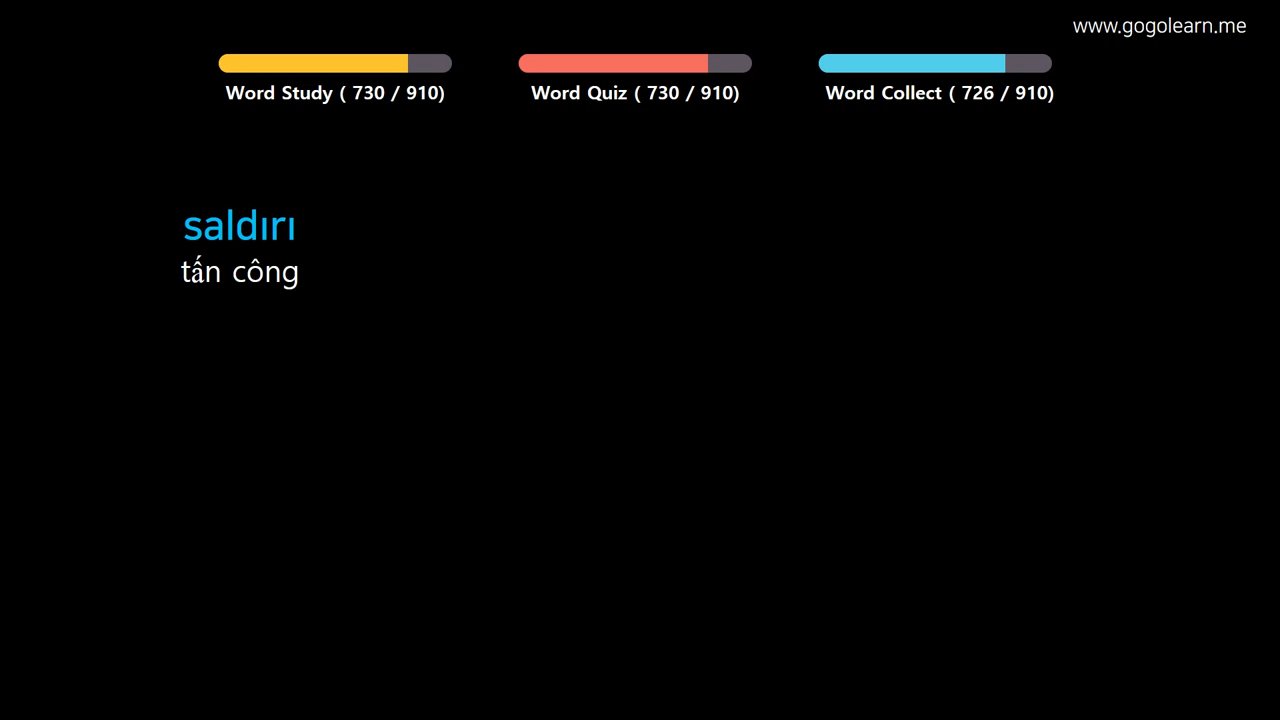 www.gogolearn.me
Word Study ( 730 / 910)
Word Quiz ( 730 / 910)
Word Collect ( 726 / 910)
saldırı
tấn công